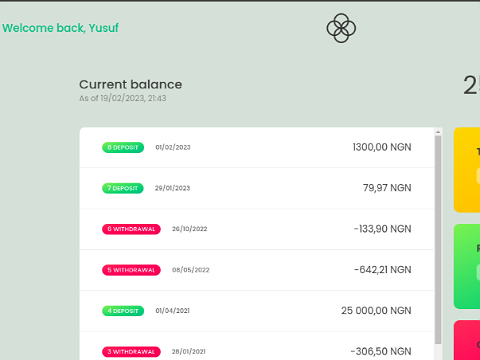 Welcome back, Yusuf
Current balance
As of 19/02/2023, 21:43
8 DEPOSIT 01/02/2023 1300,00 NGN
7 DEPOSIT 29/01/2023 79,97 NGN
6 WITHDRAWAL 26/10/2022 -133,90 NGN
5 WITHDRAWAL 08/05/2022 -642,21 NGN
4 DEPOSIT 01/04/2021 25 000,00 NGN
3 WITHDRAWAL 28/01/2021 -306,50 NGN